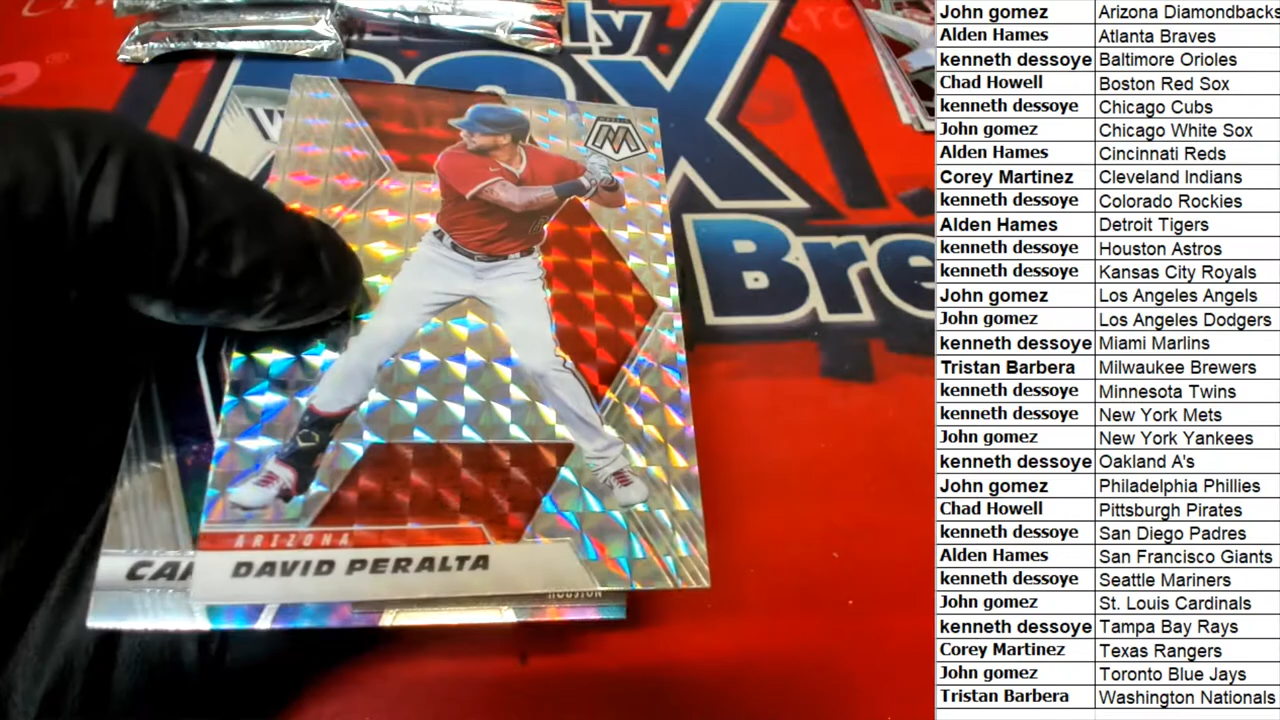 ly
BOX
Bre
MOSAIC
M
ARIZONA
DAVID PERALTA
CAR
HOUSTON
John gomez Arizona Diamondbacks
Alden Hames Atlanta Braves
kenneth dessoye Baltimore Orioles
Chad Howell Boston Red Sox
kenneth dessoye Chicago Cubs
John gomez Chicago White Sox
Alden Hames Cincinnati Reds
Corey Martinez Cleveland Indians
kenneth dessoye Colorado Rockies
Alden Hames Detroit Tigers
kenneth dessoye Houston Astros
kenneth dessoye Kansas City Royals
John gomez Los Angeles Angels
John gomez Los Angeles Dodgers
kenneth dessoye Miami Marlins
Tristan Barbera Milwaukee Brewers
kenneth dessoye Minnesota Twins
kenneth dessoye New York Mets
John gomez New York Yankees
kenneth dessoye Oakland A's
John gomez Philadelphia Phillies
Chad Howell Pittsburgh Pirates
kenneth dessoye San Diego Padres
Alden Hames San Francisco Giants
kenneth dessoye Seattle Mariners
John gomez St. Louis Cardinals
kenneth dessoye Tampa Bay Rays
Corey Martinez Texas Rangers
John gomez Toronto Blue Jays
Tristan Barbera Washington Nationals